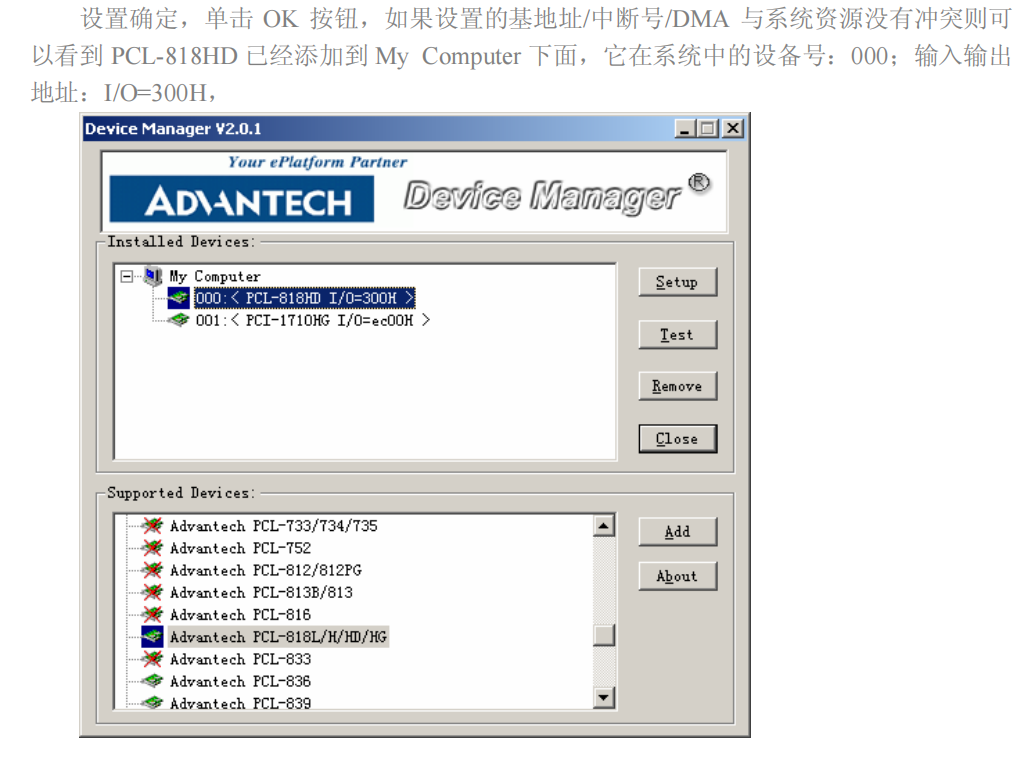 设置确定，单击 OK 按钮，如果设置的基地址/中断号/DMA 与系统资源没有冲突则可
以看到 PCL-818HD 已经添加到 My Computer 下面，它在系统中的设备号：000；输入输出
地址：I/O=300H，
Device Manager V2.0.1
Your ePlatform Partner
ADVANTECH Device Manager ®
Installed Devices:
My Computer
000:< PCL-818HD I/O=300H >
001:< PCI-1710HG I/O=ec00H >
Setup
Test
Remove
Close
Supported Devices:
Advantech PCL-733/734/735
Advantech PCL-752
Advantech PCL-812/812PG
Advantech PCL-813B/813
Advantech PCL-816
Advantech PCL-818L/H/HD/HG
Advantech PCL-833
Advantech PCL-836
Advantech PCL-839
Add
About